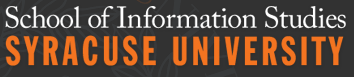 School of Information Studies
SYRACUSE UNIVERSITY